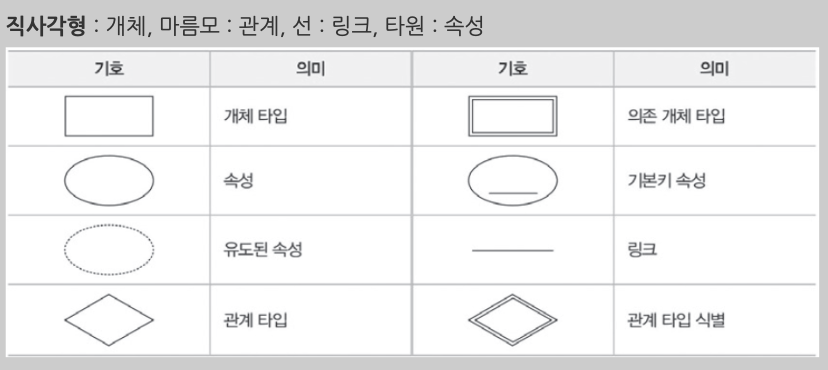 직사각형 : 개체, 마름모 : 관계, 선 : 링크, 타원 : 속성
기호 의미 기호 의미
개체 타입 의존 개체 타입
속성 기본키 속성
유도된 속성 링크
관계 타입 관계 타입 식별